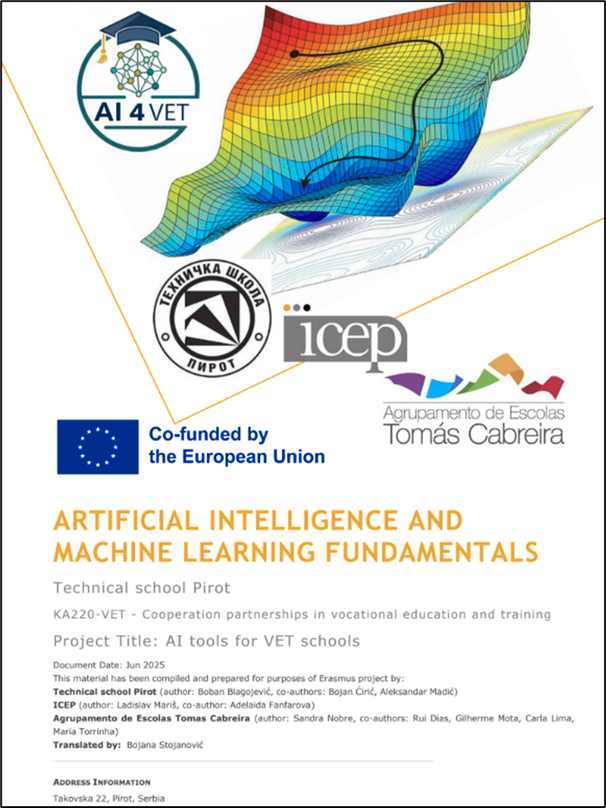 AI 4 VET
ТЕХНИЧКА ШКОЛА
ПИРОТ
icep
Agrupamento de Escolas
Tomás Cabreira
Co-funded by
the European Union
ARTIFICIAL INTELLIGENCE AND
MACHINE LEARNING FUNDAMENTALS
Technical school Pirot
KA220-VET - Cooperation partnerships in vocational education and training
Project Title: AI tools for VET schools
Document Date: Jun 2025
This material has been compiled and prepared for purposes of Erasmus project by:
Technical school Pirot (author: Boban Blagojević, co-authors: Bojan Ćirić, Aleksandar Madić)
ICEP (author: Ladislav Mariš, co-author: Adelaida Fanfarova)
Agrupamento de Escolas Tomas Cabreira (author: Sandra Nobre, co-authors: Rui Dias, Gilherme Mota, Carla Lima,
Maria Torrinha)
Translated by: Bojana Stojanović
ADDRESS INFORMATION
Takovska 22, Pirot, Serbia